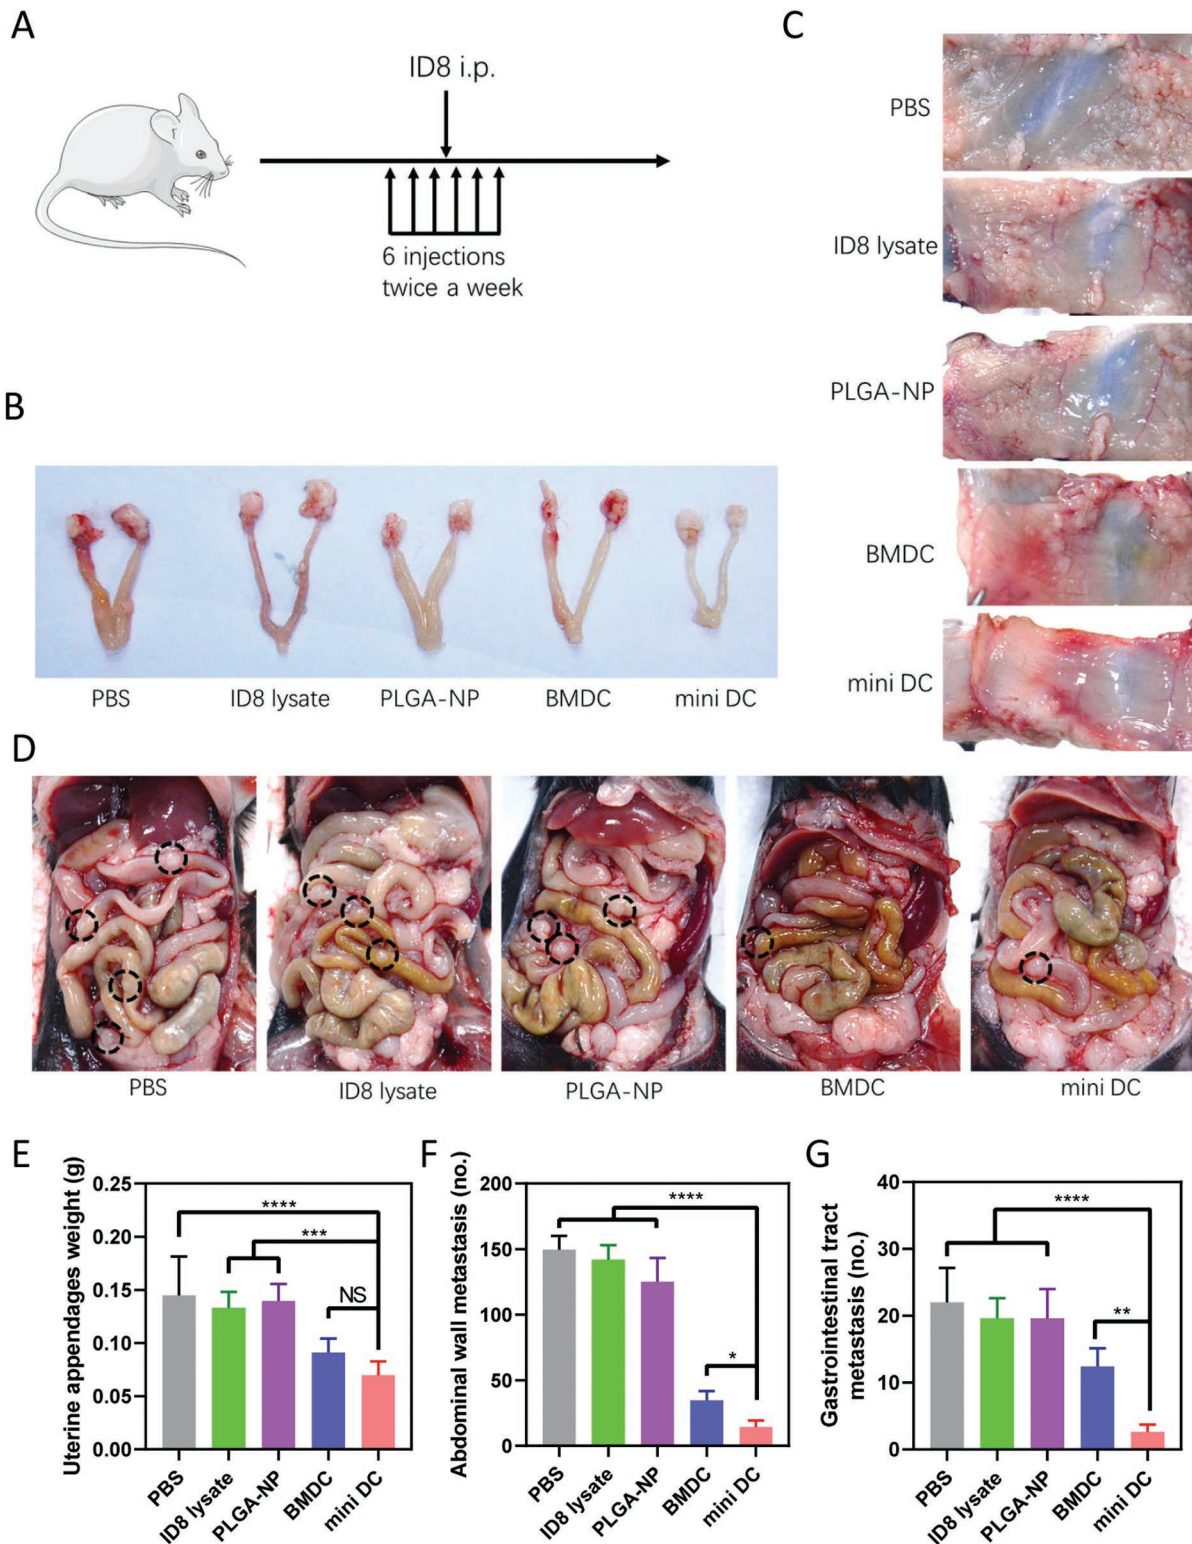 A
ID8 i.p.
6 injections
twice a week
B
PBS
ID8 lysate
PLGA-NP
BMDC
mini DC
C
PBS
ID8 lysate
PLGA-NP
BMDC
mini DC
D
PBS
ID8 lysate
PLGA-NP
BMDC
mini DC
E
Uterine appendages weight (g)
0.25
0.20
0.15
0.10
0.05
0.00
****
***
NS
PBS
ID8 lysate
PLGA-NP
BMDC
mini DC
F
Abdominal wall metastasis (no.)
200
150
100
50
0
****
*
PBS
ID8 lysate
PLGA-NP
BMDC
mini DC
G
Gastrointestinal tract
metastasis (no.)
40
30
20
10
0
****
**
PBS
ID8 lysate
PLGA-NP
BMDC
mini DC